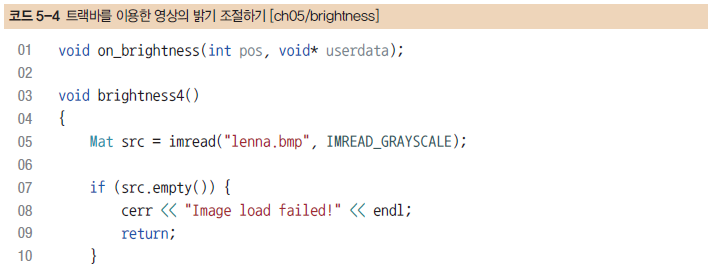 코드 5-4 트랙바를 이용한 영상의 밝기 조절하기 [ch05/brightness]
01 void on_brightness(int pos, void* userdata);
02
03 void brightness4()
04 {
05 Mat src = imread("lenna.bmp", IMREAD_GRAYSCALE);
06
07 if (src.empty()) {
08 cerr << "Image load failed!" << endl;
09 return;
10 }